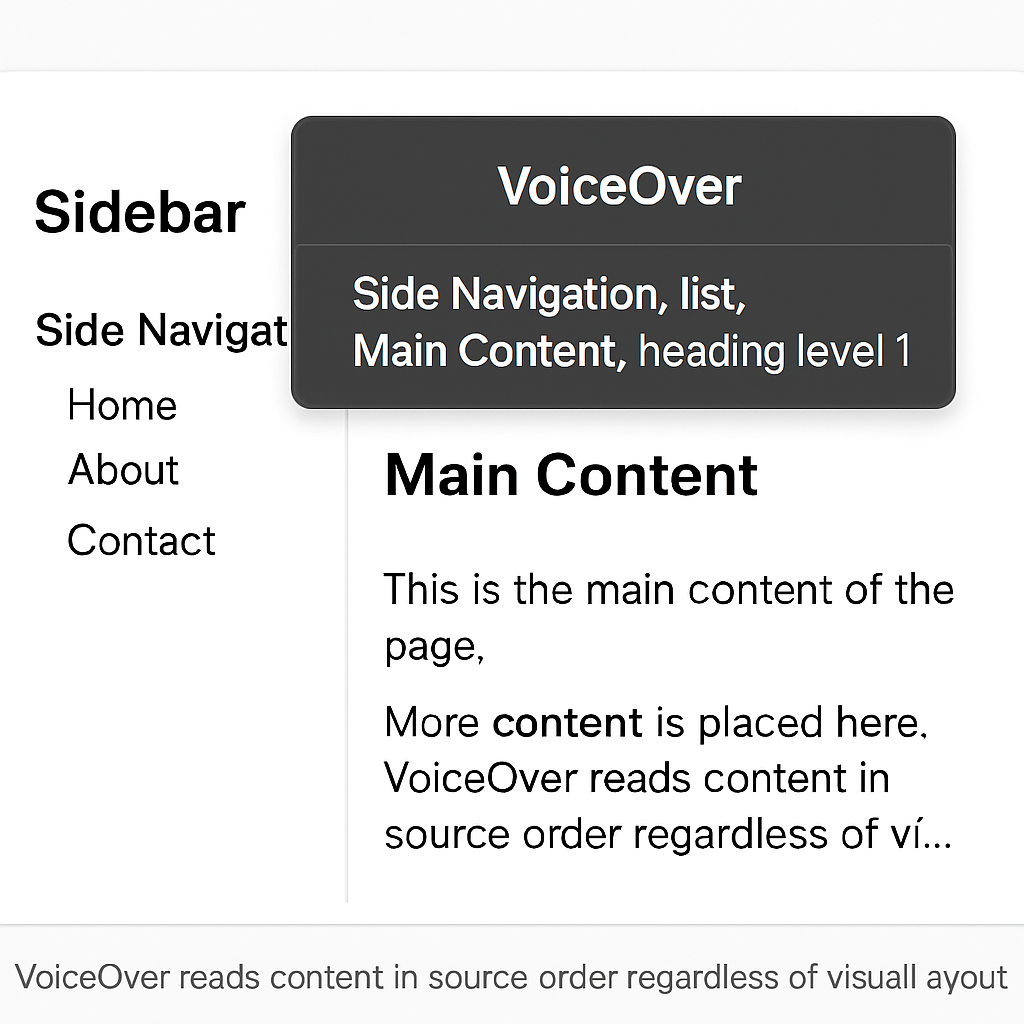 Sidebar
Side Navigat
Home
About
Contact
VoiceOver
Side Navigation, list,
Main Content, heading level 1
Main Content
This is the main content of the
page,
More content is placed here.
VoiceOver reads content in
source order regardless of ví...
VoiceOver reads content in source order regardless of visuall ayout